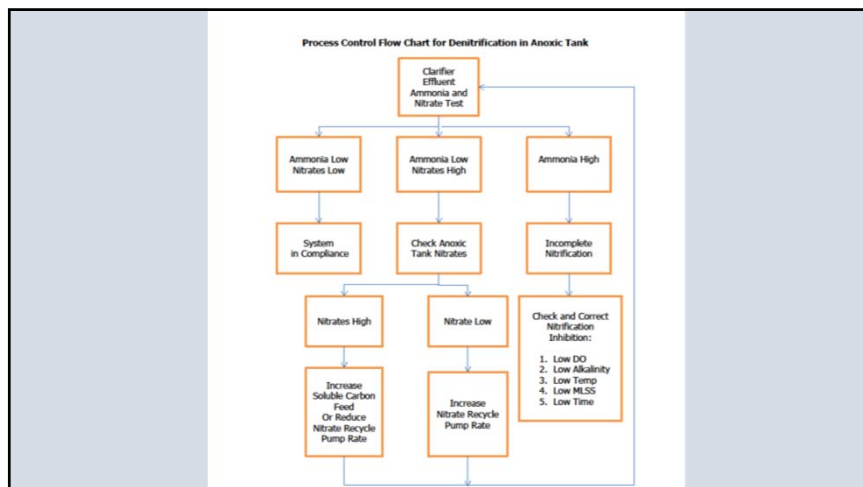 Process Control Flow Chart for Denitrification in Anoxic Tank
Clarifier
Effluent
Ammonia and
Nitrate Test
Ammonia Low
Nitrates Low
Ammonia Low
Nitrates High
Ammonia High
System
in Compliance
Check Anoxic
Tank Nitrates
Incomplete
Nitrification
Nitrates High
Nitrate Low
Check and Correct
Nitrification
Inhibition:
1. Low DO
2. Low Alkalinity
3. Low Temp
4. Low MLSS
5. Low Time
Increase
Soluble Carbon
Feed
Or Reduce
Nitrate Recycle
Pump Rate
Increase
Nitrate Recycle
Pump Rate